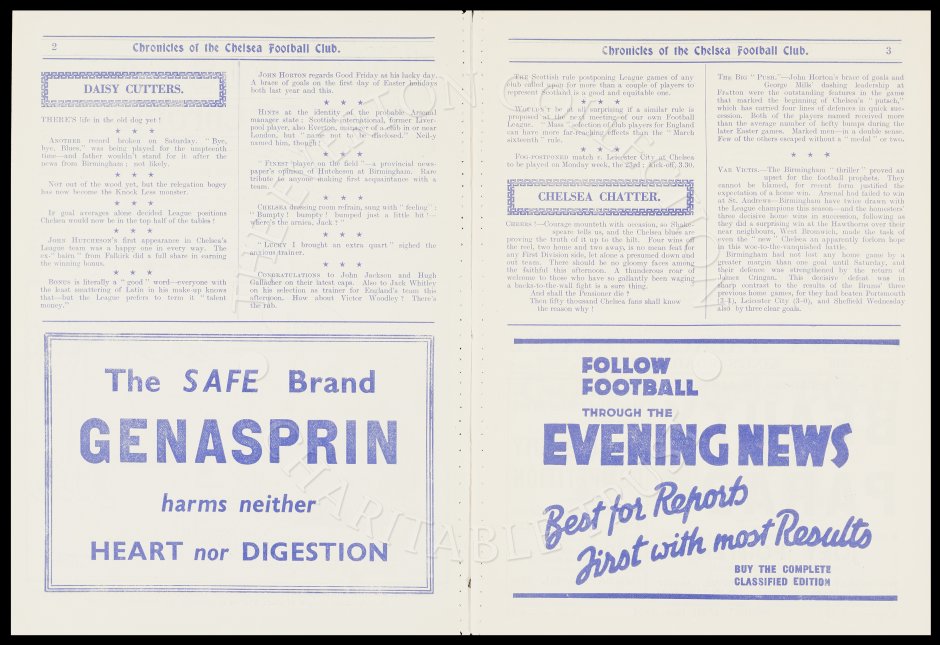 2
Chronicles of the Chelsea Football Club.
DAISY CUTTERS.
THERE'S life in the old dog yet!
ANOTHER record broken on Saturday. "Bye,
bye, Blues," was being played for the umpteenth
time—and father wouldn't stand for it after the
news from Birmingham; not likely.
NOT out of the wood yet, but the relegation bogey
has now become the Knock Less monster.
IF goal averages alone decided League positions
Chelsea would now be in the top half of the tables!
JOHN HUTCHESON'S first appearance in Chelsea's
League team was a happy one in every way. The
ex-"bairn" from Falkirk did a full share in earning
the winning bonus.
BONUS is literally a "good" word—everyone with
the least smattering of Latin in his make-up knows
that—but the League prefers to term it "talent
money."
JOHN HORTON regards Good Friday as his lucky day.
A brace of goals on the first day of Easter holidays
both last year and this.
HINTS at the identity of the probable Arsenal
manager state: Scottish international, former Liver-
pool player, also Everton, manager of a club in or near
London, but "name not to be disclosed." Neil-y
named him, though!
"FINEST player on the field"—a provincial news-
paper's opinion of Hutcheson at Birmingham. Rare
tribute to anyone making first acquaintance with a
team.
CHELSEA dressing room refrain, sung with "feeling":
"Bumpty! bumpty! bumped just a little bit!—
where's the arnica, Jack!"
"LUCKY I brought an extra quart" sighed the
anxious trainer.
CONGRATULATIONS to John Jackson and Hugh
Gallacher on their latest caps. Also to Jack Whitley
on his selection as trainer for England's team this
afternoon. How about Victor Woodley? There's
the rub.
The SAFE Brand
GENASPRIN
harms neither
HEART nor DIGESTION
Chronicles of the Chelsea Football Club.
3
THE Scottish rule postponing League games of any
club called upon for more than a couple of players to
represent Scotland is a good and equitable one.
WOULDN'T be at all surprising if a similar rule is
proposed at the next meeting of our own Football
League. "Mass" selection of club players for England
can have more far-reaching effects than the "March
sixteenth" rule.
FOG-POSTPONED match v. Leicester City at Chelsea
to be played on Monday week, the 23rd: kick-off, 3.30.
CHELSEA CHATTER.
CHEERS!—Courage mounteth with occasion, so Shake-
speare tells us, and the Chelsea blues are
proving the truth of it up to the hilt. Four wins off
the reel, two home and two away, is no mean feat for
any First Division side, let alone a presumed down and
out team. There should be no gloomy faces among
the faithful this afternoon. A thunderous roar of
welcome to those who have so gallantly been waging
a backs-to-the-wall fight is a sure thing.
And shall the Pensioner die?
Then fifty thousand Chelsea fans shall know
the reason why!
THE BIG "PUSH."—John Horton's brace of goals and
George Mills' dashing leadership at
Fratton were the outstanding features in the game
that marked the beginning of Chelsea's "putsch,"
which has carried four lines of defences in quick suc-
cession. Both of the players named received more
than the average number of hefty bumps during the
later Easter games. Marked men—in a double sense.
Few of the others escaped without a "medal" or two.
VAE VICTIS.—The Birmingham "thriller" proved an
upset for the football prophets. They
cannot be blamed, for recent form justified the
expectation of a home win. Arsenal had failed to win
at St. Andrews—Birmingham have twice drawn with
the League champions this season—and the homesters'
three decisive home wins in succession, following as
they did a surprising win at the Hawthorns over their
near neighbours, West Bromwich, made the task of
even the "new" Chelsea an apparently forlorn hope
in this woe-to-the-vanquished battle.
Birmingham had not lost any home game by a
greater margin than one goal until Saturday, and
their defence was strengthened by the return of
James Cringan. This decisive defeat was in
sharp contrast to the results of the Brums' three
previous home games, for they had beaten Portsmouth
(2-1), Leicester City (3-0), and Sheffield Wednesday
also by three clear goals.
FOLLOW
FOOTBALL
THROUGH THE
EVENING NEWS
Best for Reports
First with most Results
BUY THE COMPLETE
CLASSIFIED EDITION